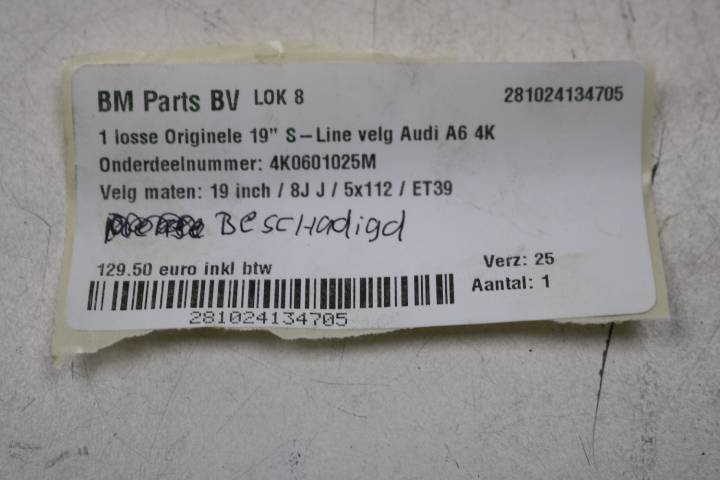 BM Parts BV LOK 8 281024134705
1 losse Originele 19" S-Line velg Audi A6 4K
Onderdeelnummer: 4K0601025M
Velg maten: 19 inch / 8J J / 5x112 / ET39
Beschadigd
129.50 euro inkl btw
Verz: 25
Aantal: 1
281024134705